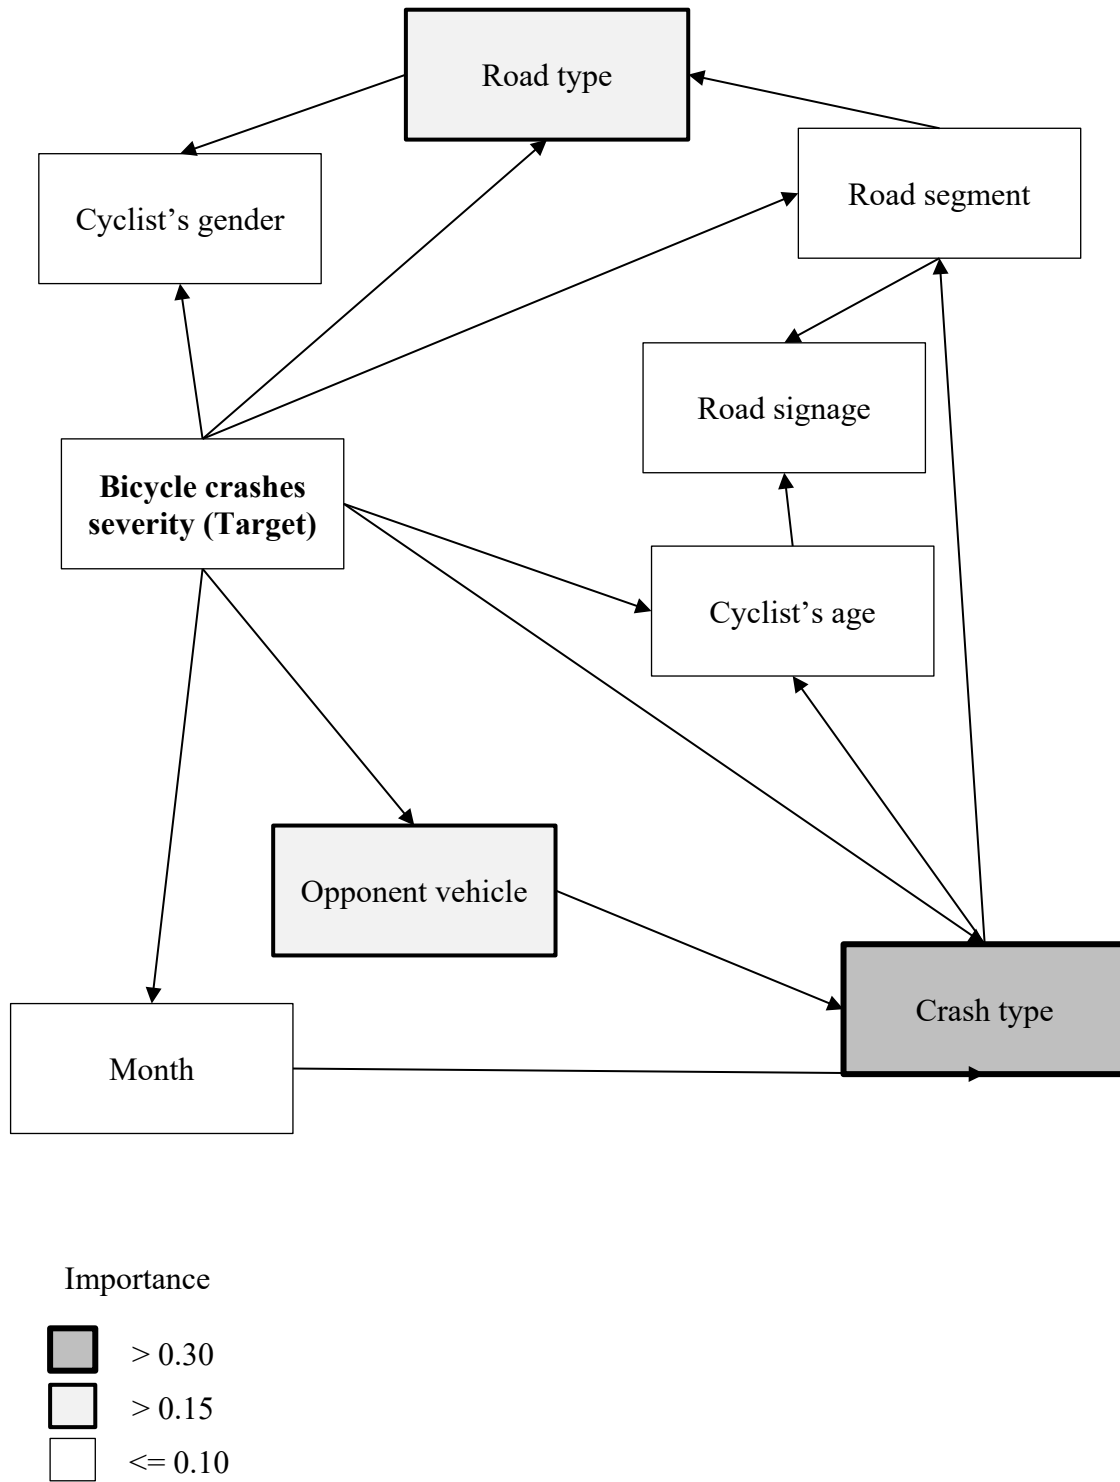 Road type
Road segment
Cyclist’s gender
Road signage
Bicycle crashes
severity (Target)
Cyclist’s age
Opponent vehicle
Crash type
Month
Importance
> 0.30
> 0.15
<= 0.10